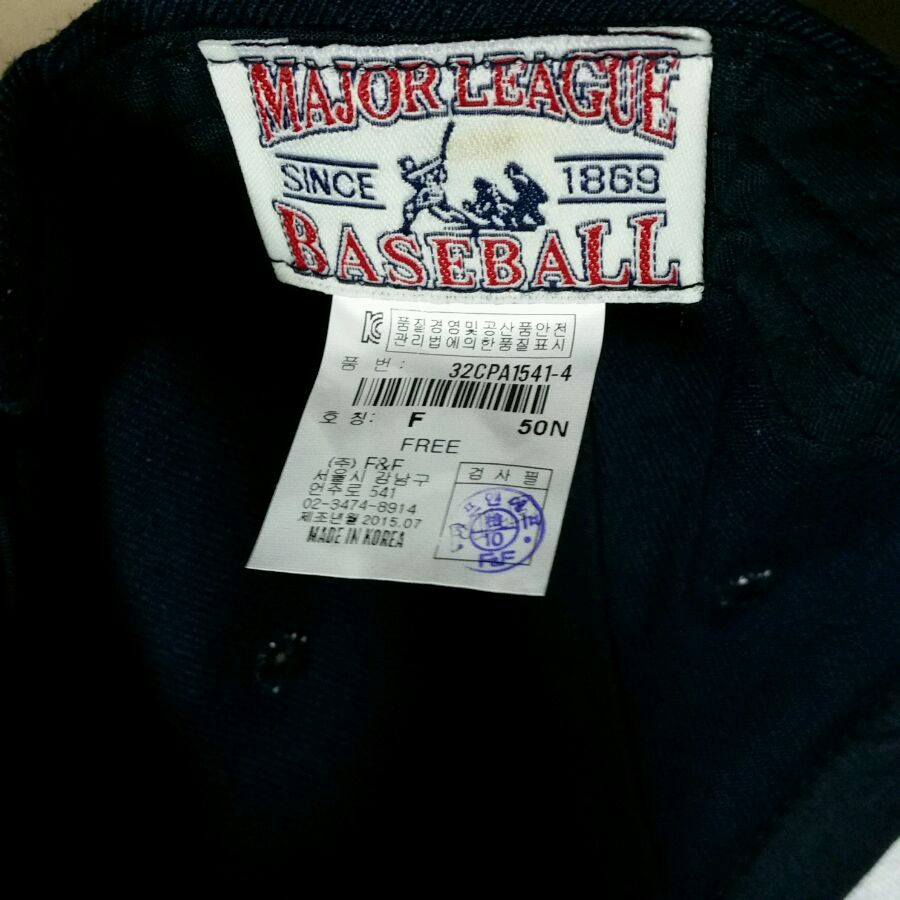 MAJOR LEAGUE
SINCE 1869
BASEBALL
품질경영및공산품안전
관리법에의한품질표시
품 번: 32CPA1541-4
호 칭: F 50N
FREE
(주) F&F
서울시 강남구
언주로 541
02-3474-8914
제조년월 2015.07
MADE IN KOREA
검 사 필
10
F&F